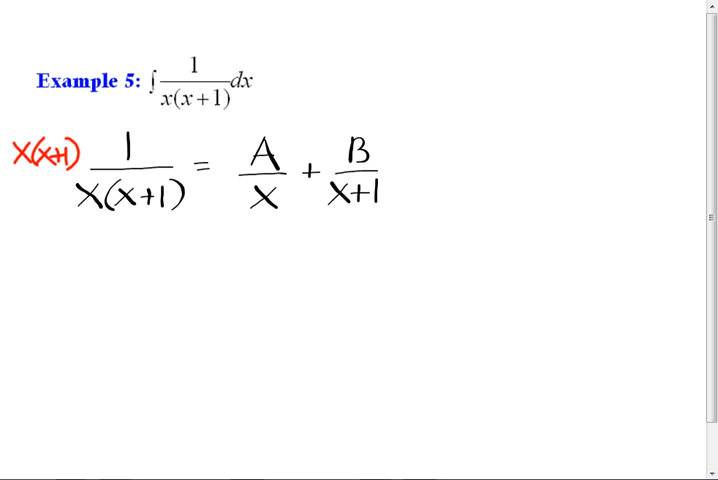 Example 5: ∫ 1/(x(x+1)) dx
X(X+1) 1/(X(X+1)) = A/X + B/(X+1)